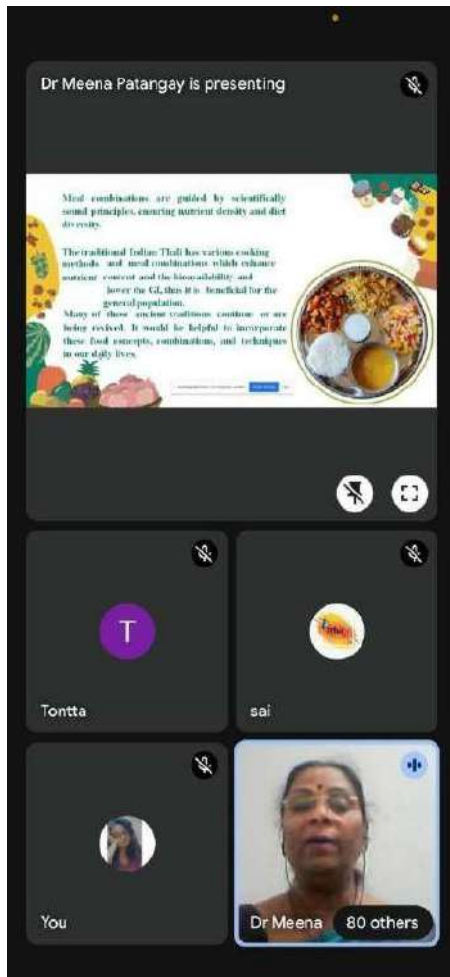 Dr Meena Patangay is presenting
Meal combinations are guided by scientifically
sound principles, ensuring nutrient density and diet
diversity.
The traditional Indian Thali has various cooking
methods and meal combinations which enhance
nutrient content and the bioavailability and
lower the GI, thus it is beneficial for the
general population.
Many of these ancient traditions continue or are
being revived. It would be helpful to incorporate
these food concepts, combinations, and techniques
in our daily lives.
T
Tontta
sai
You
Dr Meena
80 others